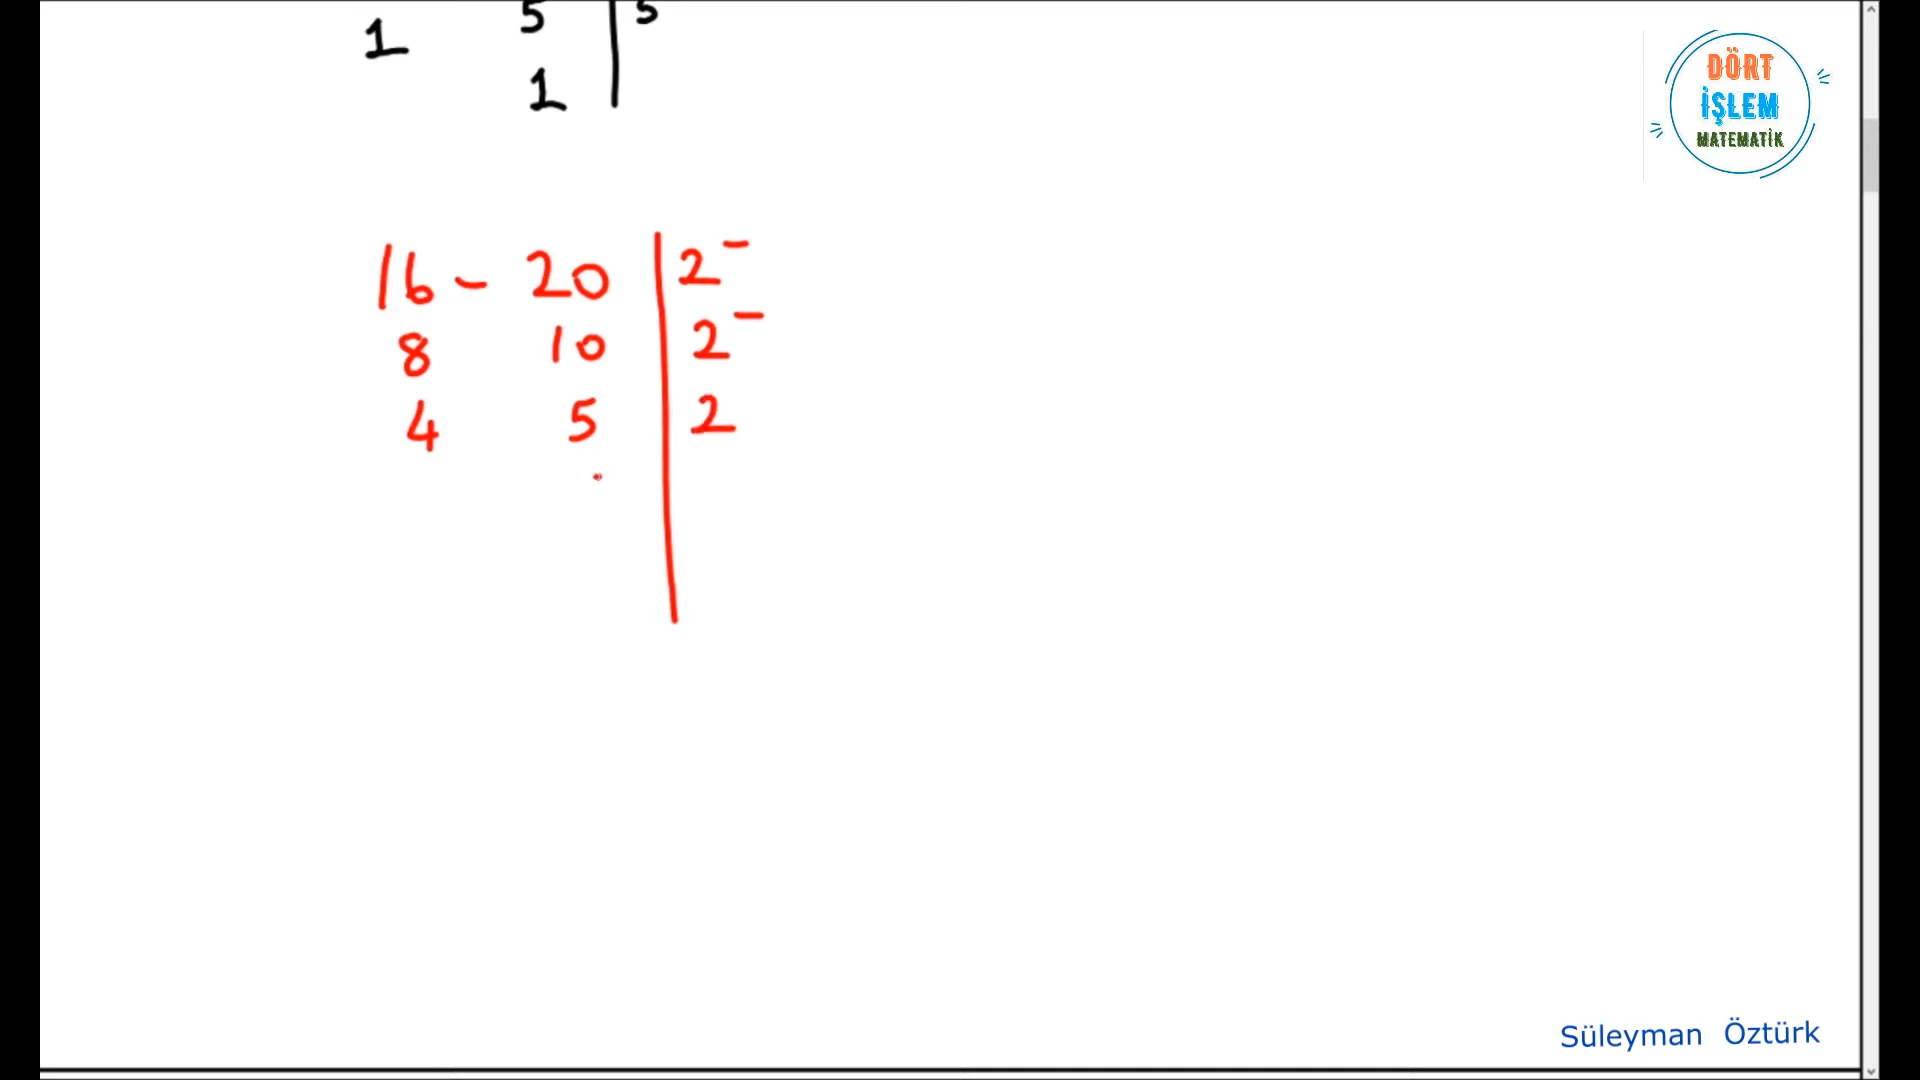 5 | 5
1
1
DÖRT
İŞLEM
MATEMATİK
16 - 20 | 2 -
8 10 | 2 -
4 5 | 2
Süleyman Öztürk